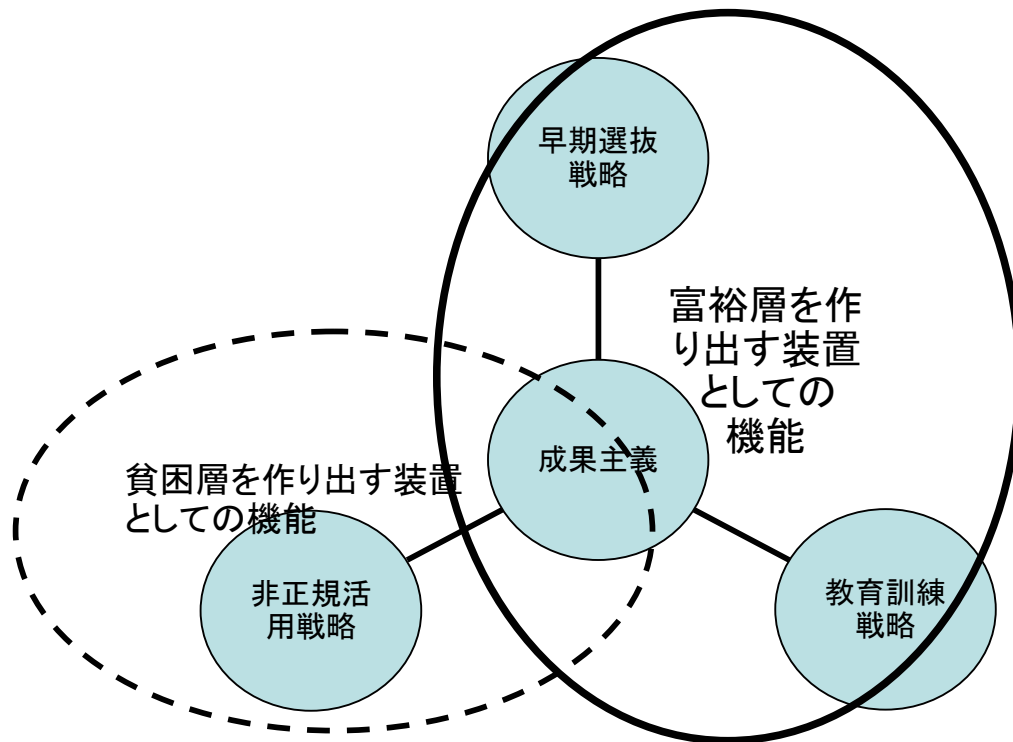 早期選抜
戦略
富裕層を作
り出す装置
としての
機能
成果主義
貧困層を作り出す装置
としての機能
非正規活
用戦略
教育訓練
戦略